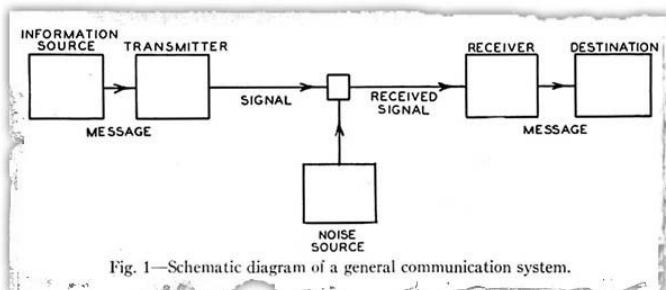 INFORMATION
SOURCE
TRANSMITTER
RECEIVER
DESTINATION
SIGNAL
RECEIVED
SIGNAL
MESSAGE
MESSAGE
NOISE
SOURCE
Fig. 1—Schematic diagram of a general communication system.